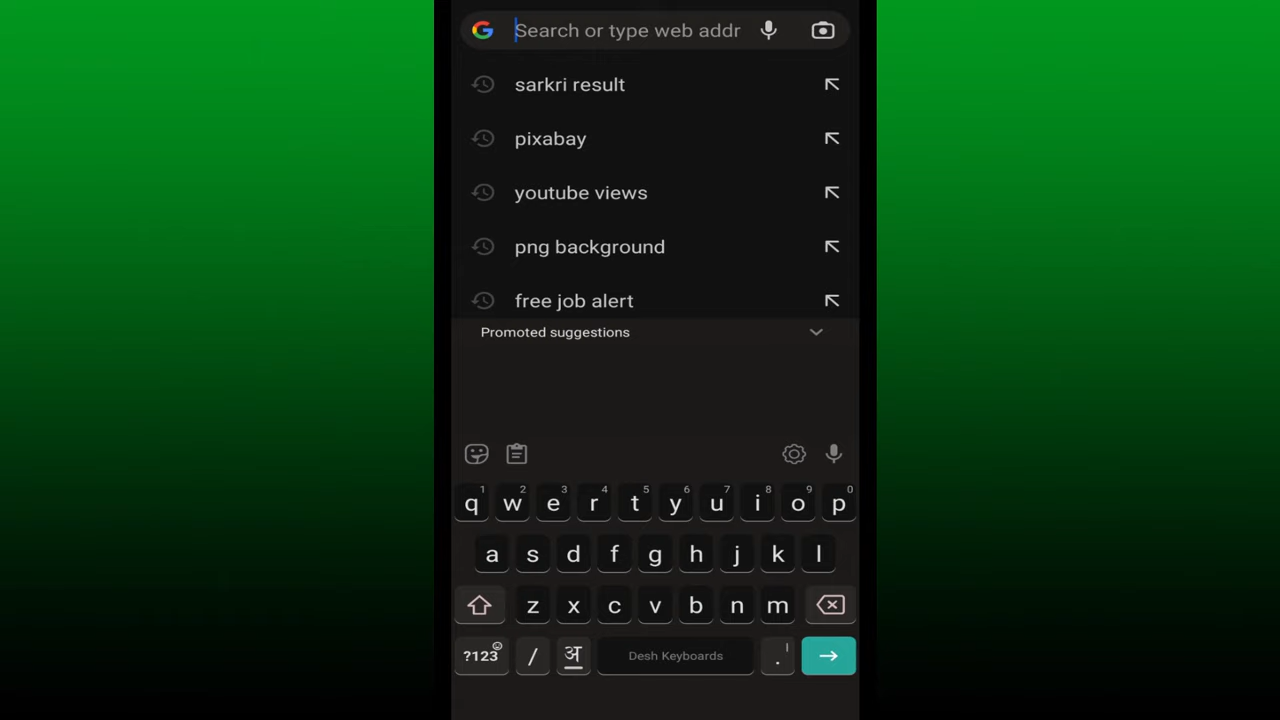 Search or type web addr
sarkri result
pixabay
youtube views
png background
free job alert
Promoted suggestions
1 2 3 4 5 6 7 8 9 0
q w e r t y u i o p
a s d f g h j k l
z x c v b n m
?123 / अ Desh Keyboards . |